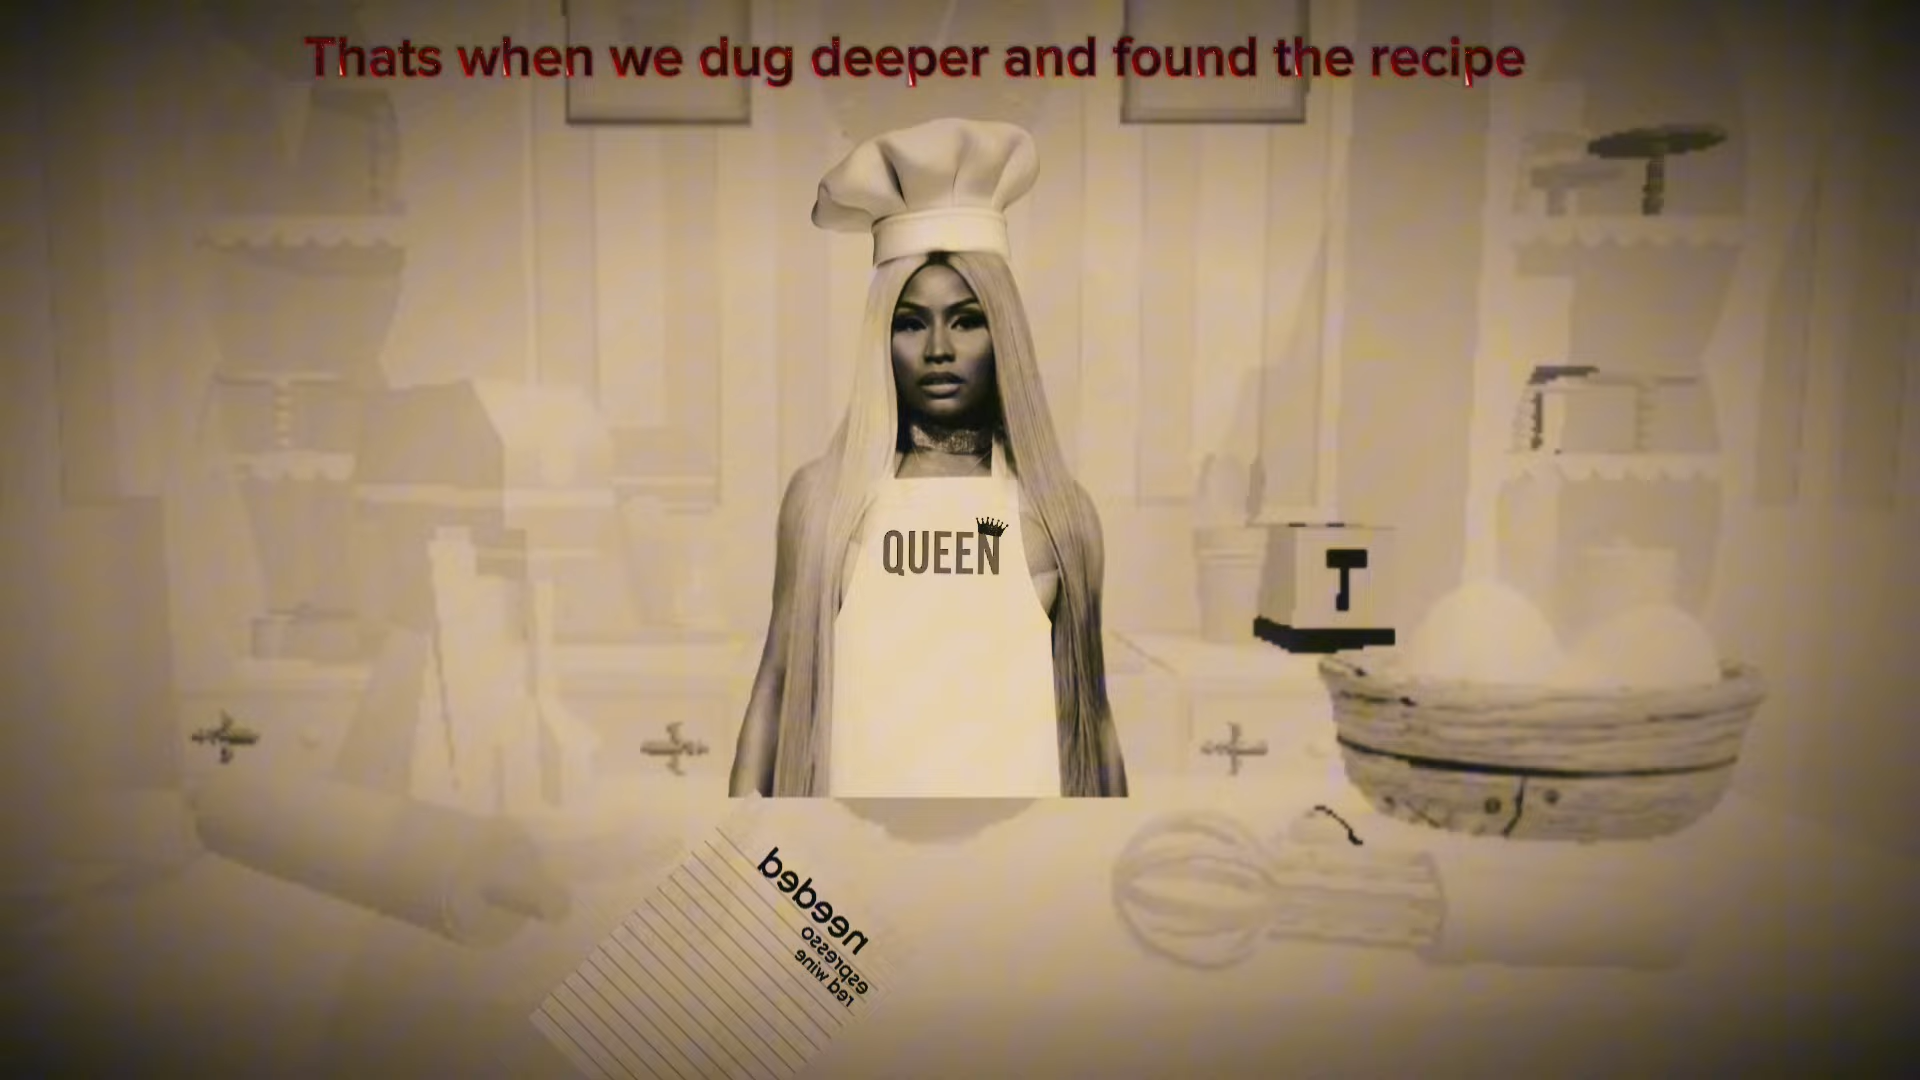 Thats when we dug deeper and found the recipe
QUEEN
T
needed
espresso
red wine